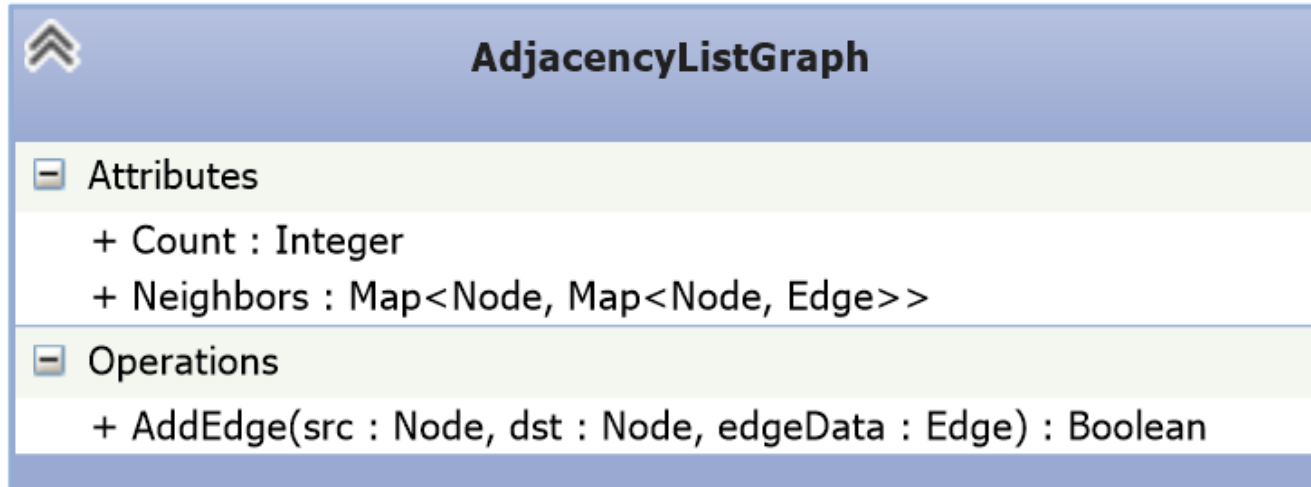 AdjacencyListGraph
Attributes
+ Count : Integer
+ Neighbors : Map<Node, Map<Node, Edge>>
Operations
+ AddEdge(src : Node, dst : Node, edgeData : Edge) : Boolean